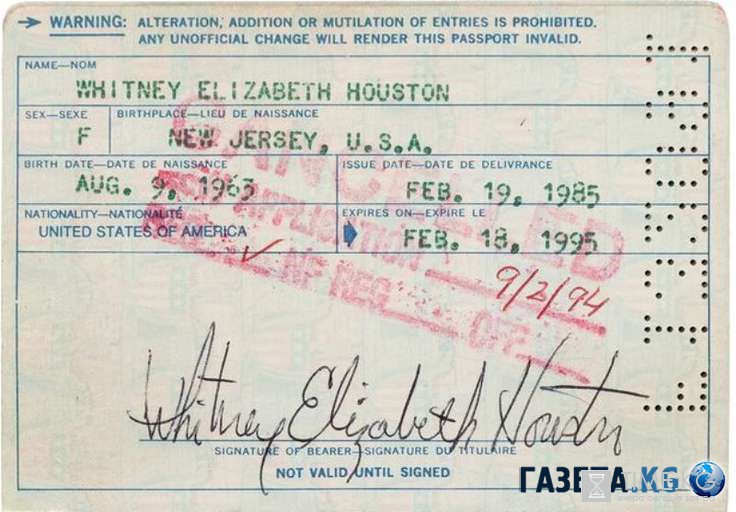 → WARNING: ALTERATION, ADDITION OR MUTILATION OF ENTRIES IS PROHIBITED.
ANY UNOFFICIAL CHANGE WILL RENDER THIS PASSPORT INVALID.
NAME—NOM
WHITNEY ELIZABETH HOUSTON
SEX—SEXE BIRTHPLACE—LIEU DE NAISSANCE
F NEW JERSEY, U.S.A.
BIRTH DATE—DATE DE NAISSANCE ISSUE DATE—DATE DE DELIVRANCE
AUG. 9, 1963 FEB. 19, 1985
NATIONALITY—NATIONALITÉ EXPIRES ON—EXPIRE LE
UNITED STATES OF AMERICA FEB. 18, 1995
CANCELLED
APPLICATION
9/2/94
Whitney Elizabeth Houston
SIGNATURE OF BEARER—SIGNATURE DU TITULAIRE
NOT VALID UNTIL SIGNED
ГАЗЕТА.KG